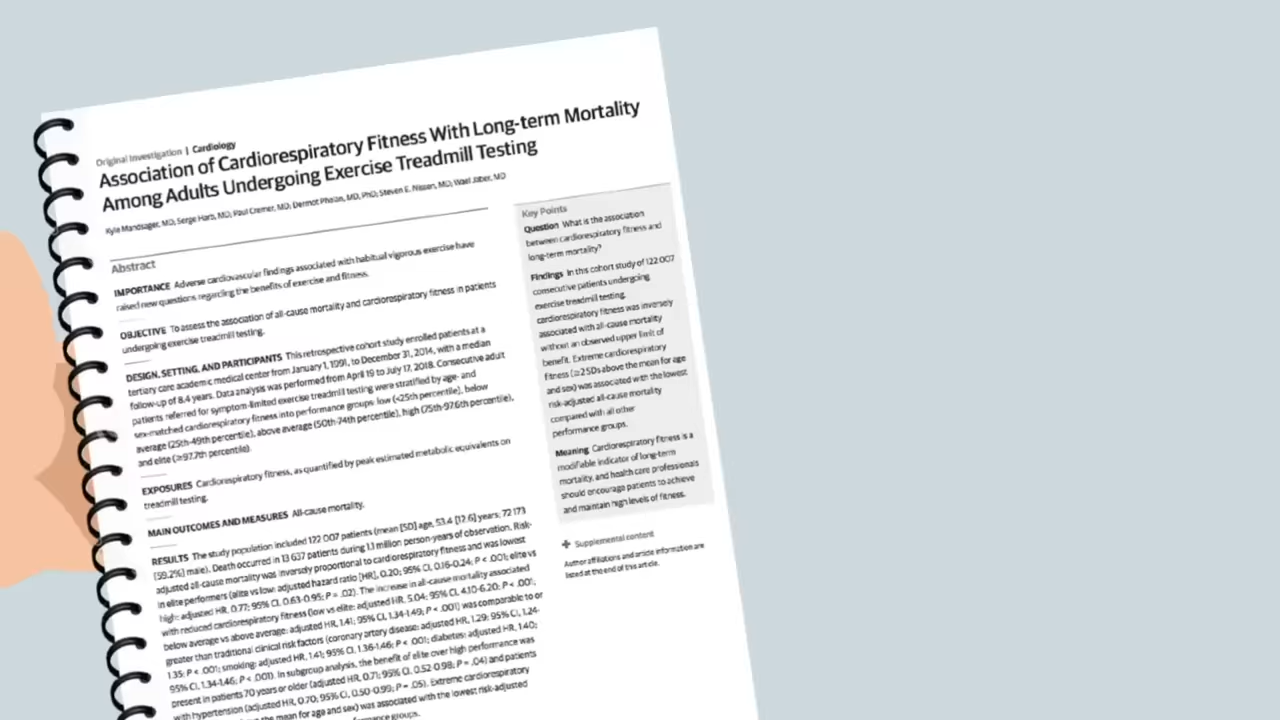 Original Investigation | Cardiology
Association of Cardiorespiratory Fitness With Long-term Mortality
Among Adults Undergoing Exercise Treadmill Testing
Kyle Mandsager, MD; Serge Harb, MD; Paul Cremer, MD; Dermot Phelan, MD, PhD; Steven E. Nissen, MD; Wael Jaber, MD
Abstract
IMPORTANCE Adverse cardiovascular findings associated with habitual vigorous exercise have
raised new questions regarding the benefits of exercise and fitness.
OBJECTIVE To assess the association of all-cause mortality and cardiorespiratory fitness in patients
undergoing exercise treadmill testing.
DESIGN, SETTING, AND PARTICIPANTS This retrospective cohort study enrolled patients at a
tertiary care academic medical center from January 1, 1991, to December 31, 2014, with a median
follow-up of 8.4 years. Data analysis was performed from April 19 to July 17, 2018. Consecutive adult
patients referred for symptom-limited exercise treadmill testing were stratified by age- and
sex-matched cardiorespiratory fitness into performance groups: low (<25th percentile), below
average (25th-49th percentile), above average (50th-74th percentile), high (75th-97.6th percentile),
and elite (≥97.7th percentile).
EXPOSURES Cardiorespiratory fitness, as quantified by peak estimated metabolic equivalents on
treadmill testing.
MAIN OUTCOMES AND MEASURES All-cause mortality.
RESULTS The study population included 122 007 patients (mean [SD] age, 53.4 [12.6] years; 72 173
[59.2%] male). Death occurred in 13 637 patients during 1.1 million person-years of observation. Risk-
adjusted all-cause mortality was inversely proportional to cardiorespiratory fitness and was lowest
in elite performers (elite vs low: adjusted hazard ratio [HR], 0.20; 95% CI, 0.16-0.24; P < .001; elite vs
high: adjusted HR, 0.77; 95% CI, 0.63-0.95; P = .02). The increase in all-cause mortality associated
with reduced cardiorespiratory fitness (low vs elite: adjusted HR, 5.04; 95% CI, 4.10-6.20; P < .001;
below average vs above average: adjusted HR, 1.41; 95% CI, 1.34-1.49; P < .001) was comparable to or
greater than traditional clinical risk factors (coronary artery disease: adjusted HR, 1.29; 95% CI, 1.24-
1.35; P < .001; smoking: adjusted HR, 1.41; 95% CI, 1.36-1.46; P < .001; diabetes: adjusted HR, 1.40;
95% CI, 1.34-1.46; P < .001). In subgroup analysis, the benefit of elite over high performance was
present in patients 70 years or older (adjusted HR, 0.71; 95% CI, 0.52-0.98; P = .04) and patients
with hypertension (adjusted HR, 0.70; 95% CI, 0.50-0.99; P = .05). Extreme cardiorespiratory
the mean for age and sex) was associated with the lowest risk-adjusted
groups.
Key Points
Question What is the association
between cardiorespiratory fitness and
long-term mortality?
Findings In this cohort study of 122 007
consecutive patients undergoing
exercise treadmill testing,
cardiorespiratory fitness was inversely
associated with all-cause mortality
without an observed upper limit of
benefit. Extreme cardiorespiratory
fitness (≥2 SDs above the mean for age
and sex) was associated with the lowest
risk-adjusted all-cause mortality
compared with all other
performance groups.
Meaning Cardiorespiratory fitness is a
modifiable indicator of long-term
mortality, and health care professionals
should encourage patients to achieve
and maintain high levels of fitness.
+ Supplemental content
Author affiliations and article information are
listed at the end of this article.